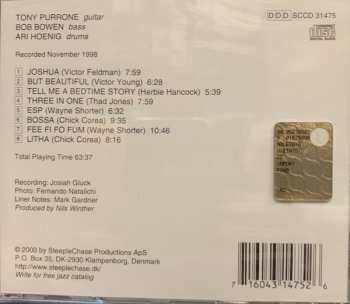 TONY PURRONE guitar
BOB BOWEN bass
ARI HOENIG drums
DDD SCCD 31475
Recorded November 1998
1 JOSHUA (Victor Feldman) 7:59
2 BUT BEAUTIFUL (Victor Young) 6:28
3 TELL ME A BEDTIME STORY (Herbie Hancock) 5:39
4 THREE IN ONE (Thad Jones) 7:54
5 ESP (Wayne Shorter) 6:32
6 BOSSA (Chick Corea) 9:35
7 FEE FI FO FUM (Wayne Shorter) 10:46
8 LITHA (Chick Corea) 8:16
Total Playing Time 63:37
Recording: Josiah Gluck
Photo: Fernando Natalici
Liner Notes: Mark Gardner
Produced by Nils Winther
© 2000 by SteepleChase Productions ApS
P.O. Box 35, DK-2930 Klampenborg, Denmark
http://www.steeplechase.dk/
Write for free jazz catalog
7 16043 14752 6